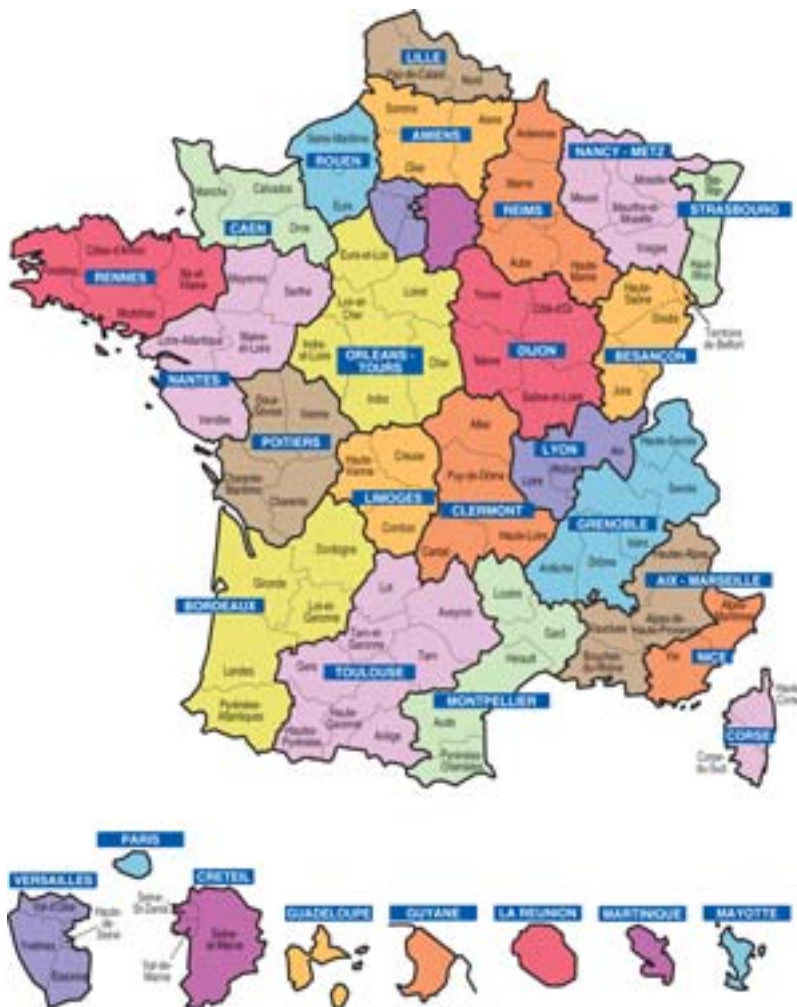 LILLE
Pas-de-Calais
Nord
Somme
Aisne
AMIENS
Oise
Seine-Maritime
ROUEN
Eure
Ardennes
Marne
REIMS
Aube
Haute-
Marne
NANCY - METZ
Moselle
Meuse
Meurthe-et-
Moselle
Vosges
Bas-
Rhin
STRASBOURG
Haut-
Rhin
Manche
Calvados
CAEN
Orne
Côtes-d'Armor
Finistère
RENNES
Ille-et-
Vilaine
Morbihan
Mayenne
Sarthe
Loire-Atlantique
Maine-
et-Loire
NANTES
Vendée
Eure-et-Loir
Loiret
Loir-et-
Cher
Indre-
et-Loire
ORLEANS -
TOURS
Cher
Indre
Yonne
Côte-d'Or
Nièvre
DIJON
Saône-et-Loire
Haute-
Saône
Doubs
Territoire
de Belfort
BESANÇON
Jura
Deux-
Sèvres
Vienne
POITIERS
Charente-
Maritime
Charente
Haute-
Vienne
Creuse
LIMOGES
Corrèze
Allier
Puy-de-Dôme
CLERMONT
Cantal
Haute-Loire
LYON
Ain
Rhône
Loire
Haute-Savoie
Savoie
GRENOBLE
Isère
Ardèche
Drôme
Dordogne
Gironde
BORDEAUX
Lot-et-
Garonne
Landes
Pyrénées-
Atlantiques
Lot
Aveyron
Tarn-et-
Garonne
Gers
Tarn
TOULOUSE
Haute-
Garonne
Hautes-
Pyrénées
Ariège
Lozère
Gard
Hérault
MONTPELLIER
Aude
Pyrénées-
Orientales
Hautes-Alpes
AIX - MARSEILLE
Vaucluse
Alpes-de-
Haute-Provence
Bouches-
du-Rhône
Alpes-
Maritimes
Var
NICE
Haute-
Corse
CORSE
Corse-
du-Sud
PARIS
VERSAILLES
Val-d'Oise
Yvelines
Essonne
Hauts-
de-
Seine
CRETEIL
Seine-
St-Denis
Seine-
et-Marne
Val-de-
Marne
GUADELOUPE
GUYANE
LA REUNION
MARTINIQUE
MAYOTTE